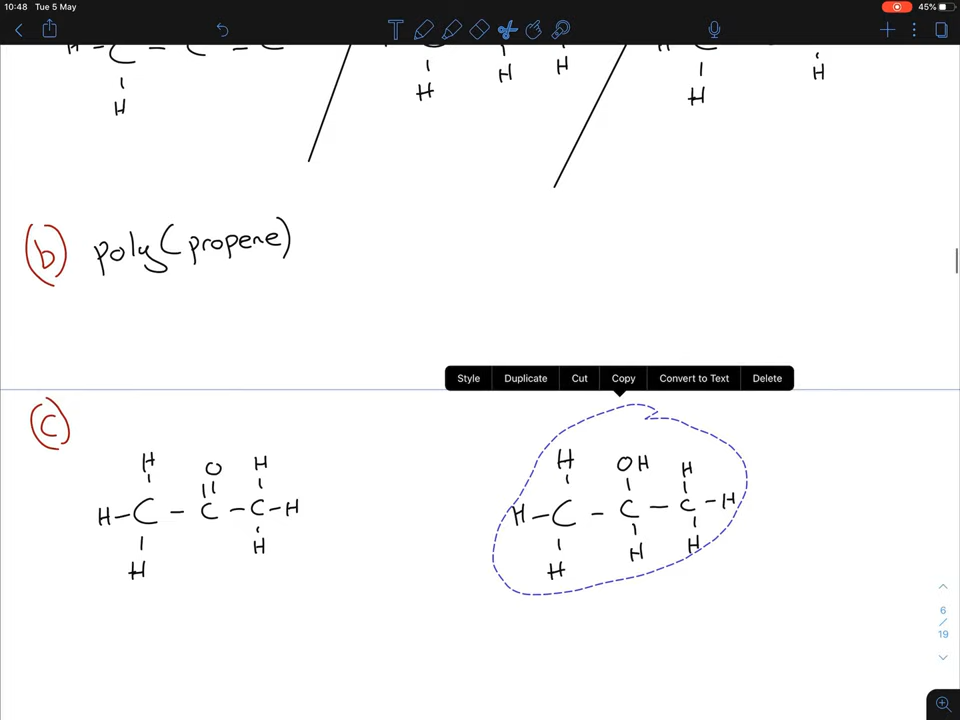 10:48 Tue 5 May 45%
H-C - C = C
H H H H H
H H H
(b) poly(propene)
Style Duplicate Cut Copy Convert to Text Delete
(c)
H O H H OH H
H-C - C - C-H H-C - C - C-H
H H H H H
6
/
19